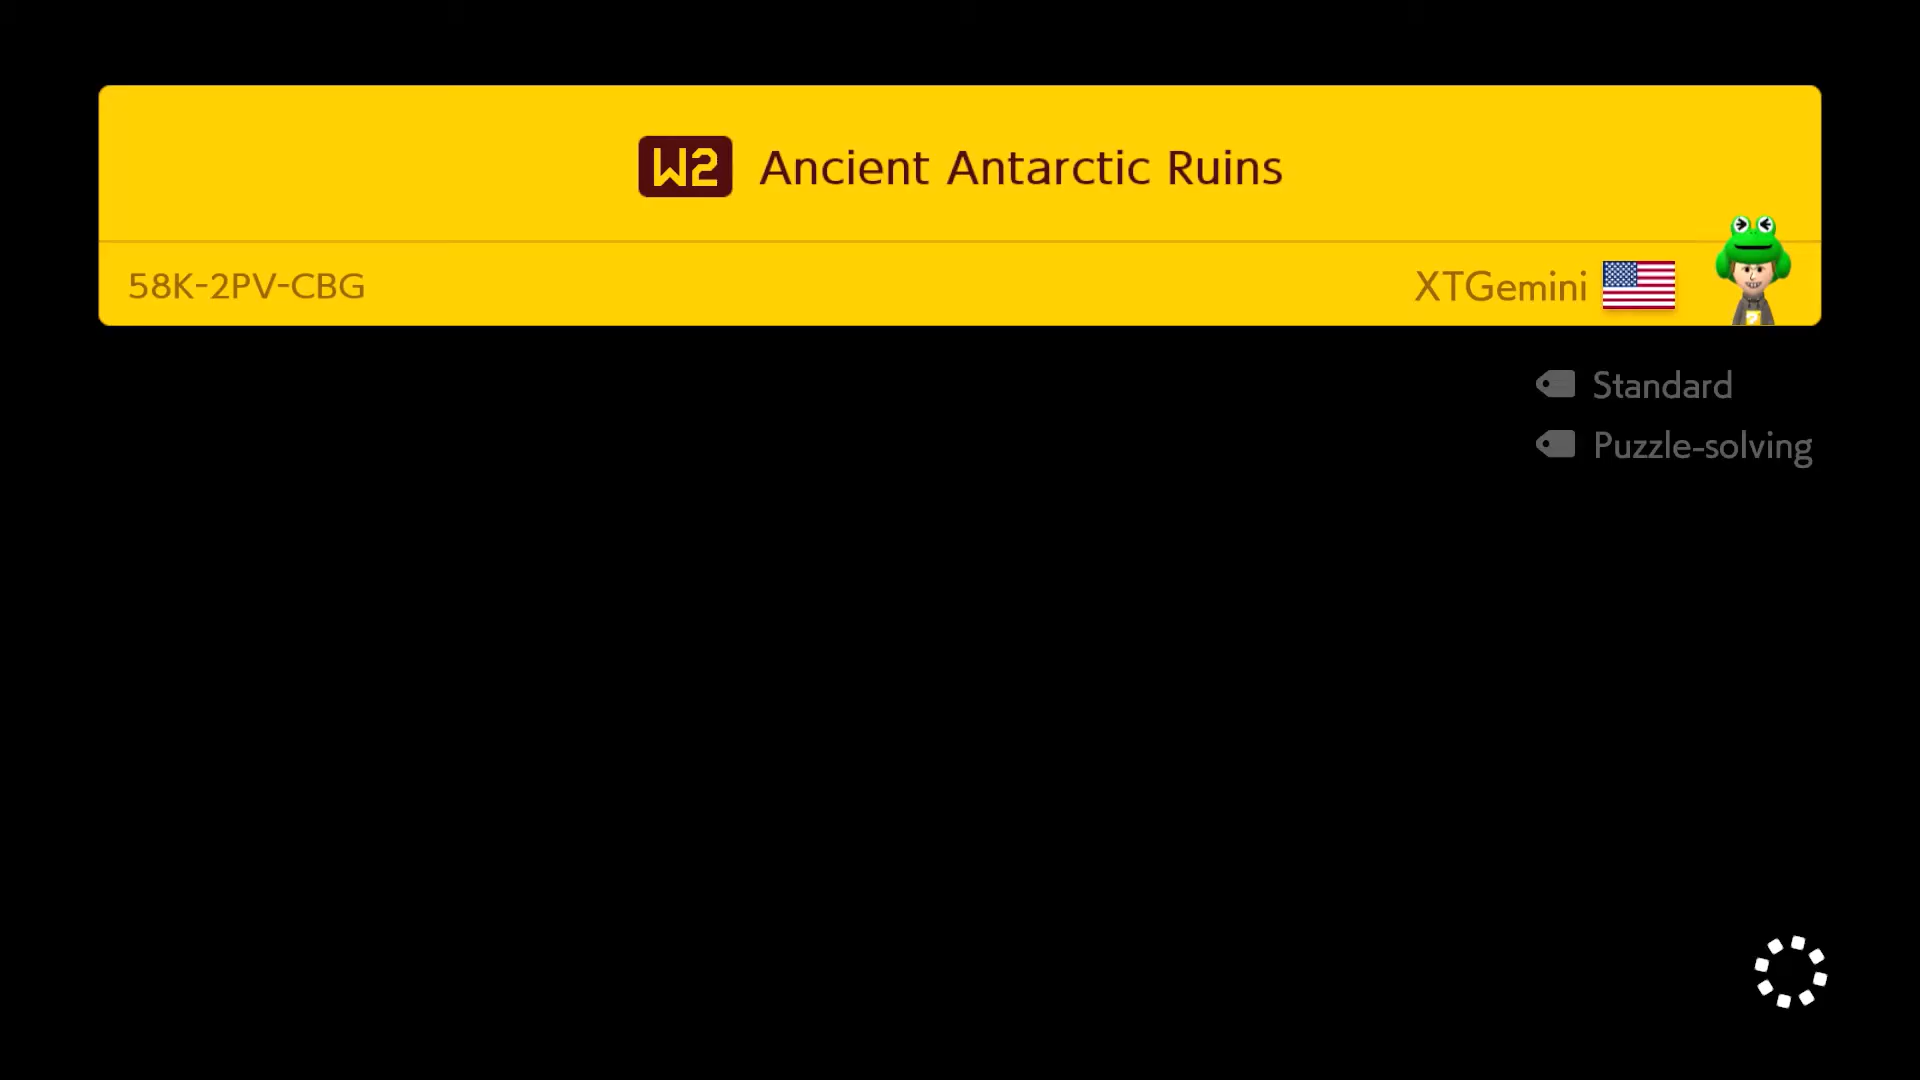 W2 Ancient Antarctic Ruins
58K-2PV-CBG XTGemini
Standard
Puzzle-solving